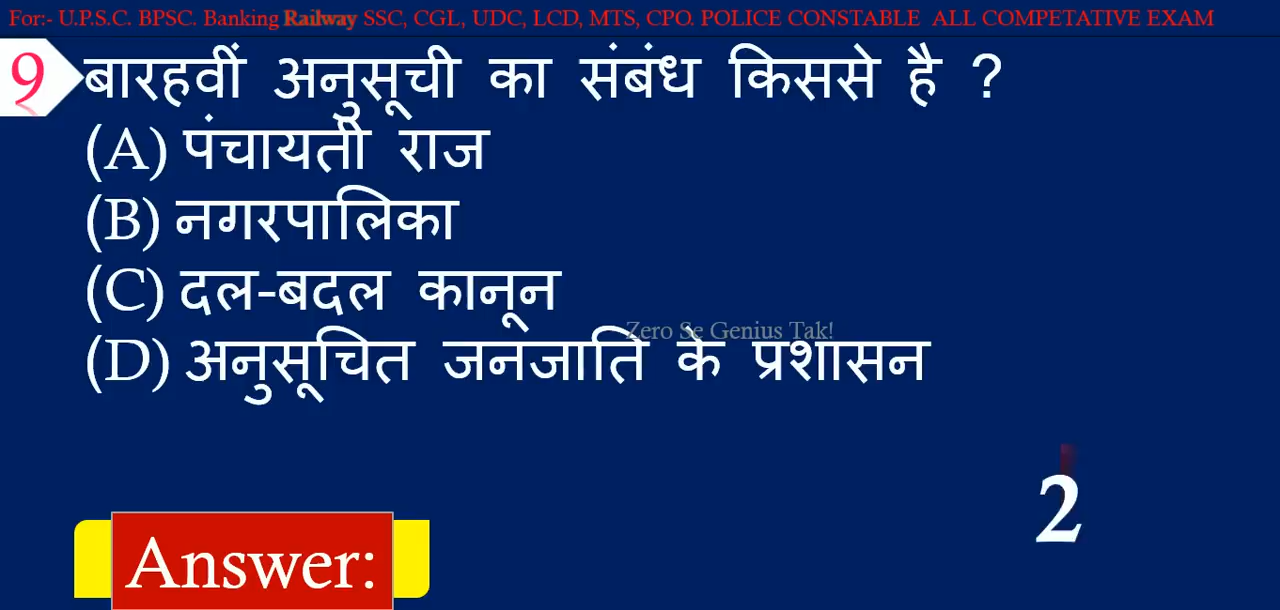 For:- U.P.S.C. BPSC. Banking Railway SSC, CGL, UDC, LCD, MTS, CPO. POLICE CONSTABLE ALL COMPETATIVE EXAM
9 बारहवीं अनुसूची का संबंध किससे है ?
(A) पंचायती राज
(B) नगरपालिका
(C) दल-बदल कानून
Zero Se Genius Tak!
(D) अनुसूचित जनजाति के प्रशासन
2
Answer: